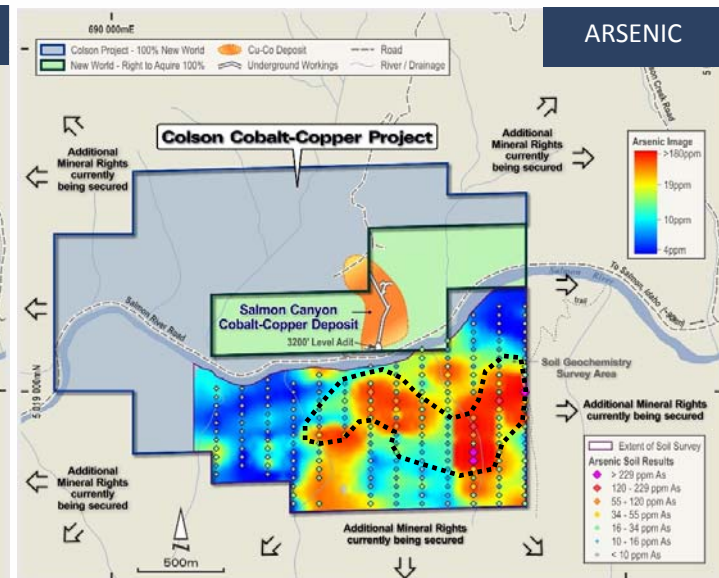 690 000mE
ARSENIC
Colson Project - 100% New World
Cu-Co Deposit
Road
New World - Right to Aquire 100%
Underground Workings
River / Drainage
Colson Cobalt-Copper Project
Additional
Mineral Rights
currently
being secured
Additional
Mineral Rights
currently
being secured
Arsenic Image
>180ppm
19ppm
10ppm
4ppm
Salmon River Road
Salmon Canyon
Cobalt-Copper Deposit
3200' Level Adit
Salmon River
To Salmon, Idaho
trail
Soil Geochemistry
Survey Area
5 019 000mN
Additional Mineral Rights
currently being secured
Additional
Mineral Rights
currently
being secured
Extent of Soil Survey
Arsenic Soil Results
> 229 ppm As
120 - 229 ppm As
55 - 120 ppm As
34 - 55 ppm As
16 - 34 ppm As
10 - 16 ppm As
< 10 ppm As
Additional Mineral Rights
currently being secured
N
500m